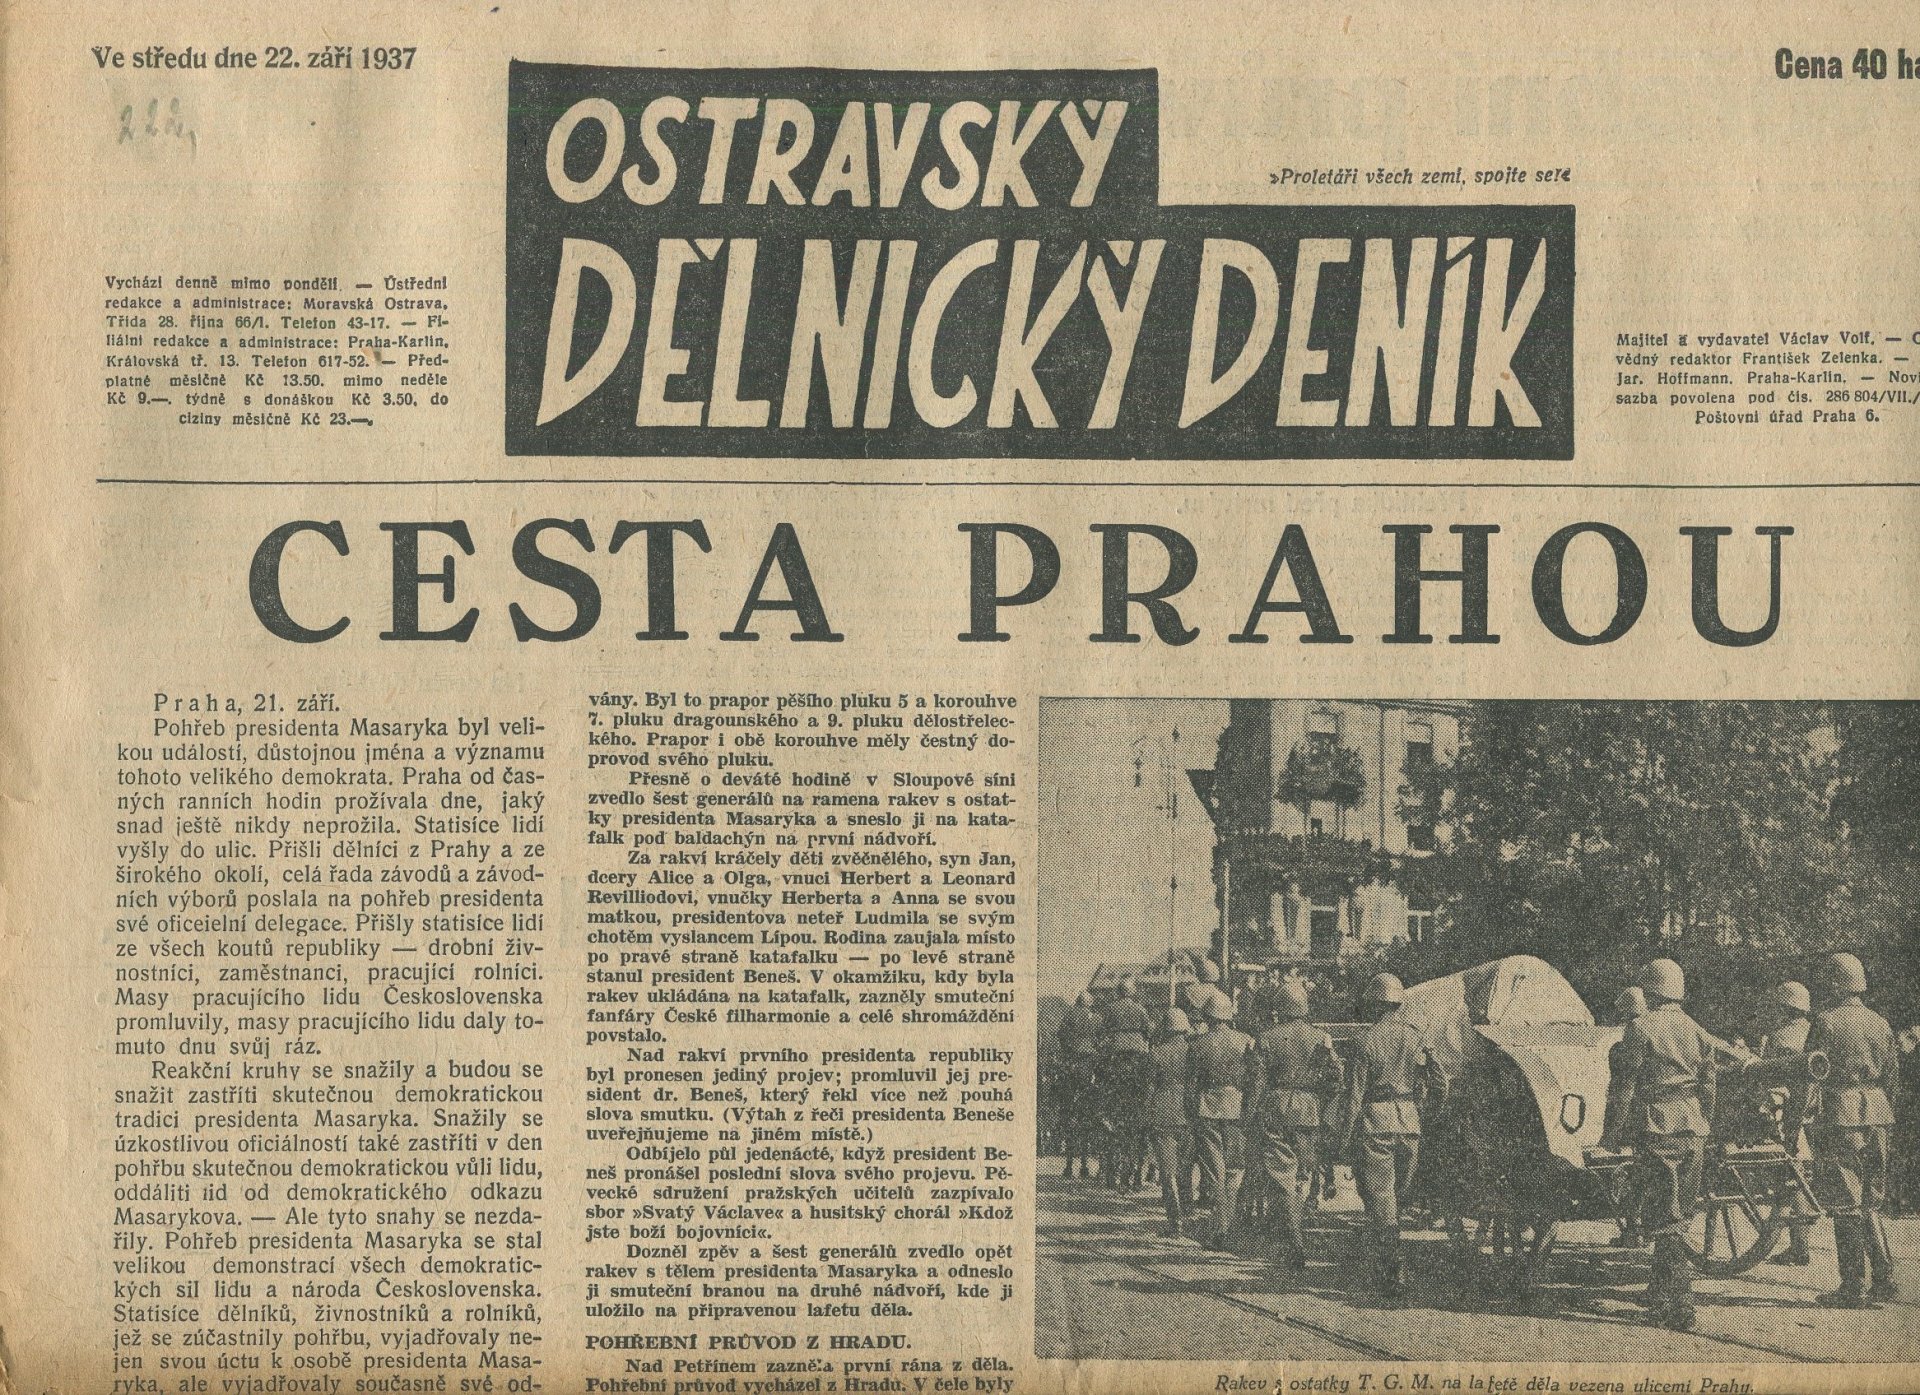 Ve středu dne 22. září 1937
Cena 40
OSTRAVSKÝ
DĚLNICKÝ DENÍK
»Proletáři všech zemí, spojte se!«
Vychází denně mimo pondělí. — Ústřední
redakce a administrace: Moravská Ostrava,
Třída 28. října 66/I. Telefon 43-17. — Fi-
liální redakce a administrace: Praha-Karlín,
Královská tř. 13. Telefon 617-52. — Před-
platné měsíčně Kč 13.50, mimo neděle
Kč 9.—, týdně s donáškou Kč 3.50, do
ciziny měsíčně Kč 23.—.
Majitel a vydavatel Václav Volf. —
vědný redaktor František Zelenka. —
Jar. Hoffmann, Praha-Karlín. —
sazba povolena pod čís. 286 804/VII./
Poštovní úřad Praha 6.
CESTA PRAHOU
Praha, 21. září.
Pohřeb presidenta Masaryka byl veli-
kou událostí, důstojnou jména a významu
tohoto velikého demokrata. Praha od čas-
ných ranních hodin prožívala dne, jaký
snad ještě nikdy neprožila. Statisíce lidí
vyšly do ulic. Přišli dělníci z Prahy a ze
širokého okolí, celá řada závodů a závod-
ních výborů poslala na pohřeb presidenta
své oficeielní delegace. Přišly statisíce lidí
ze všech koutů republiky — drobní živ-
nostníci, zaměstnanci, pracující rolníci.
Masy pracujícího lidu Československa
promluvily, masy pracujícího lidu daly to-
muto dnu svůj ráz.
Reakční kruhy se snažily a budou se
snažit zastříti skutečnou demokratickou
tradici presidenta Masaryka. Snažily se
úzkostlivou oficiálností také zastříti v den
pohřbu skutečnou demokratickou vůli lidu,
oddáliti lid od demokratického odkazu
Masarykova. — Ale tyto snahy se nezda-
řily. Pohřeb presidenta Masaryka se stal
velikou demonstrací všech demokratic-
kých sil lidu a národa Československa.
Statisíce dělníků, živnostníků a rolníků,
jež se zúčastnily pohřbu, vyjadřovaly ne-
jen svou úctu k osobě presidenta Masa-
ryka, ale vyjadřovaly současně své od-
vány. Byl to prapor pěšího pluku 5 a korouhve
7. pluku dragounského a 9. pluku dělostřelec-
kého. Prapor i obě korouhve měly čestný do-
provod svého pluku.
Přesně o deváté hodině v Sloupové síni
zvedlo šest generálů na ramena rakev s ostat-
ky presidenta Masaryka a sneslo ji na kata-
falk pod baldachýn na první nádvoří.
Za rakví kráčely děti zvěčnělého, syn Jan,
dcery Alice a Olga, vnuci Herbert a Leonard
Revilliodovi, vnučky Herberta a Anna se svou
matkou, presidentova neteř Ludmila se svým
chotěm vyslancem Lípou. Rodina zaujala místo
po pravé straně katafalku — po levé straně
stanul president Beneš. V okamžiku, kdy byla
rakev ukládána na katafalk, zazněly smuteční
fanfáry České filharmonie a celé shromáždění
povstalo.
Nad rakví prvního presidenta republiky
byl pronesen jediný projev; promluvil jej pre-
sident dr. Beneš, který řekl více než pouhá
slova smutku. (Výtah z řeči presidenta Beneše
uveřejňujeme na jiném místě.)
Odbíjelo půl jedenácté, když president Be-
neš pronášel poslední slova svého projevu. Pě-
vecké sdružení pražských učitelů zazpívalo
sbor »Svatý Václave« a husitský chorál »Kdož
jste boží bojovníci«.
Dozněl zpěv a šest generálů zvedlo opět
rakev s tělem presidenta Masaryka a odneslo
ji smuteční branou na druhé nádvoří, kde ji
uložilo na připravenou lafetu děla.
POHŘEBNÍ PRŮVOD Z HRADU.
Nad Petřínem zazněla první rána z děla.
Pohřební průvod vycházel z Hradu. V čele byly
Rakev s ostatky T. G. M. na lafetě děla vezena ulicemi Prahy.